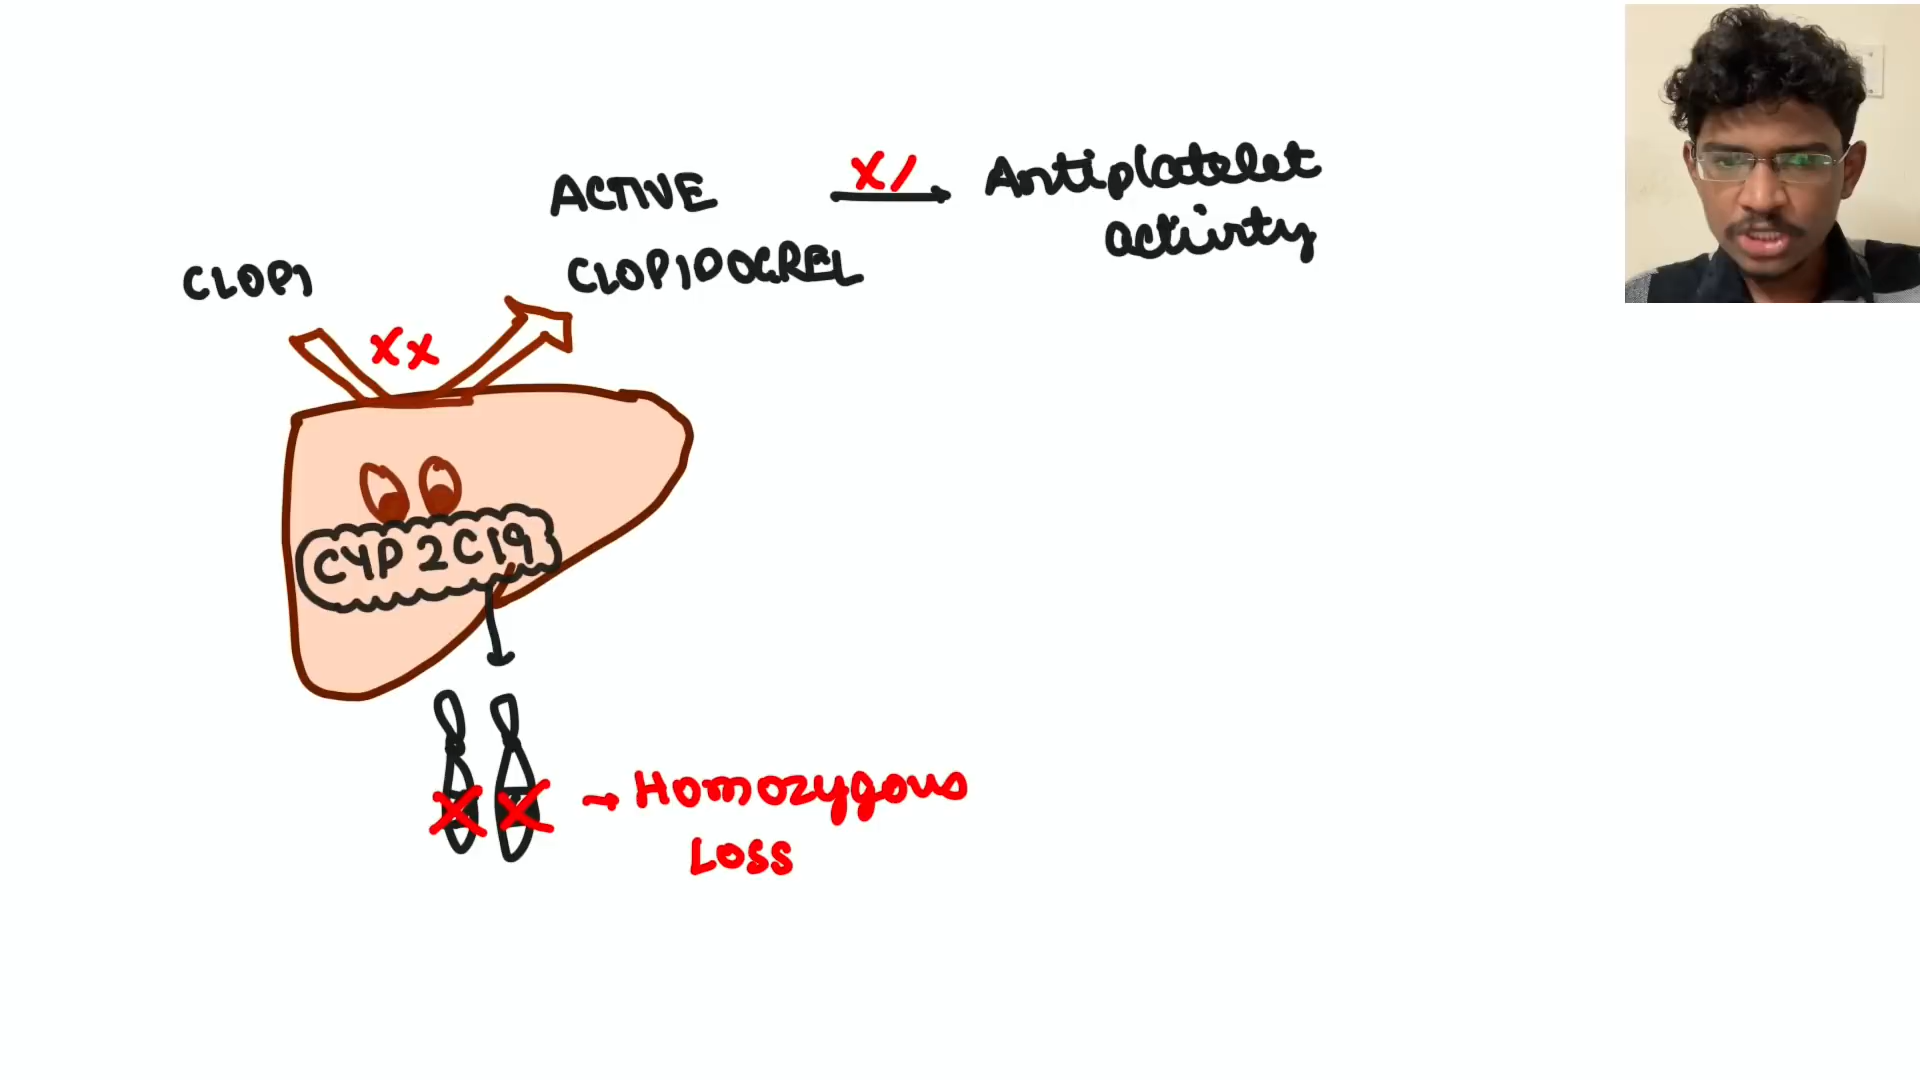 ACTIVE
CLOPIDOGREL
X/
Antiplatelet
activity
CLOPI
XX
CYP 2C19
Homozygous
Loss